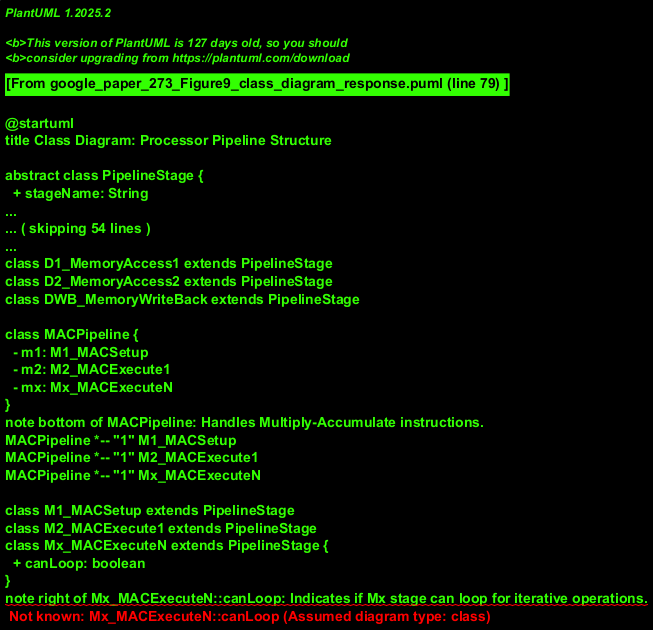 PlantUML 1.2025.2
<b>This version of PlantUML is 127 days old, so you should
<b>consider upgrading from https://plantuml.com/download
[From google_paper_273_Figure9_class_diagram_response.puml (line 79) ]
@startuml
title Class Diagram: Processor Pipeline Structure
abstract class PipelineStage {
+ stageName: String
...
... ( skipping 54 lines )
...
class D1_MemoryAccess1 extends PipelineStage
class D2_MemoryAccess2 extends PipelineStage
class DWB_MemoryWriteBack extends PipelineStage
class MACPipeline {
- m1: M1_MACSetup
- m2: M2_MACExecute1
- mx: Mx_MACExecuteN
}
note bottom of MACPipeline: Handles Multiply-Accumulate instructions.
MACPipeline *-- "1" M1_MACSetup
MACPipeline *-- "1" M2_MACExecute1
MACPipeline *-- "1" Mx_MACExecuteN
class M1_MACSetup extends PipelineStage
class M2_MACExecute1 extends PipelineStage
class Mx_MACExecuteN extends PipelineStage {
+ canLoop: boolean
}
note right of Mx_MACExecuteN::canLoop: Indicates if Mx stage can loop for iterative operations.
Not known: Mx_MACExecuteN::canLoop (Assumed diagram type: class)